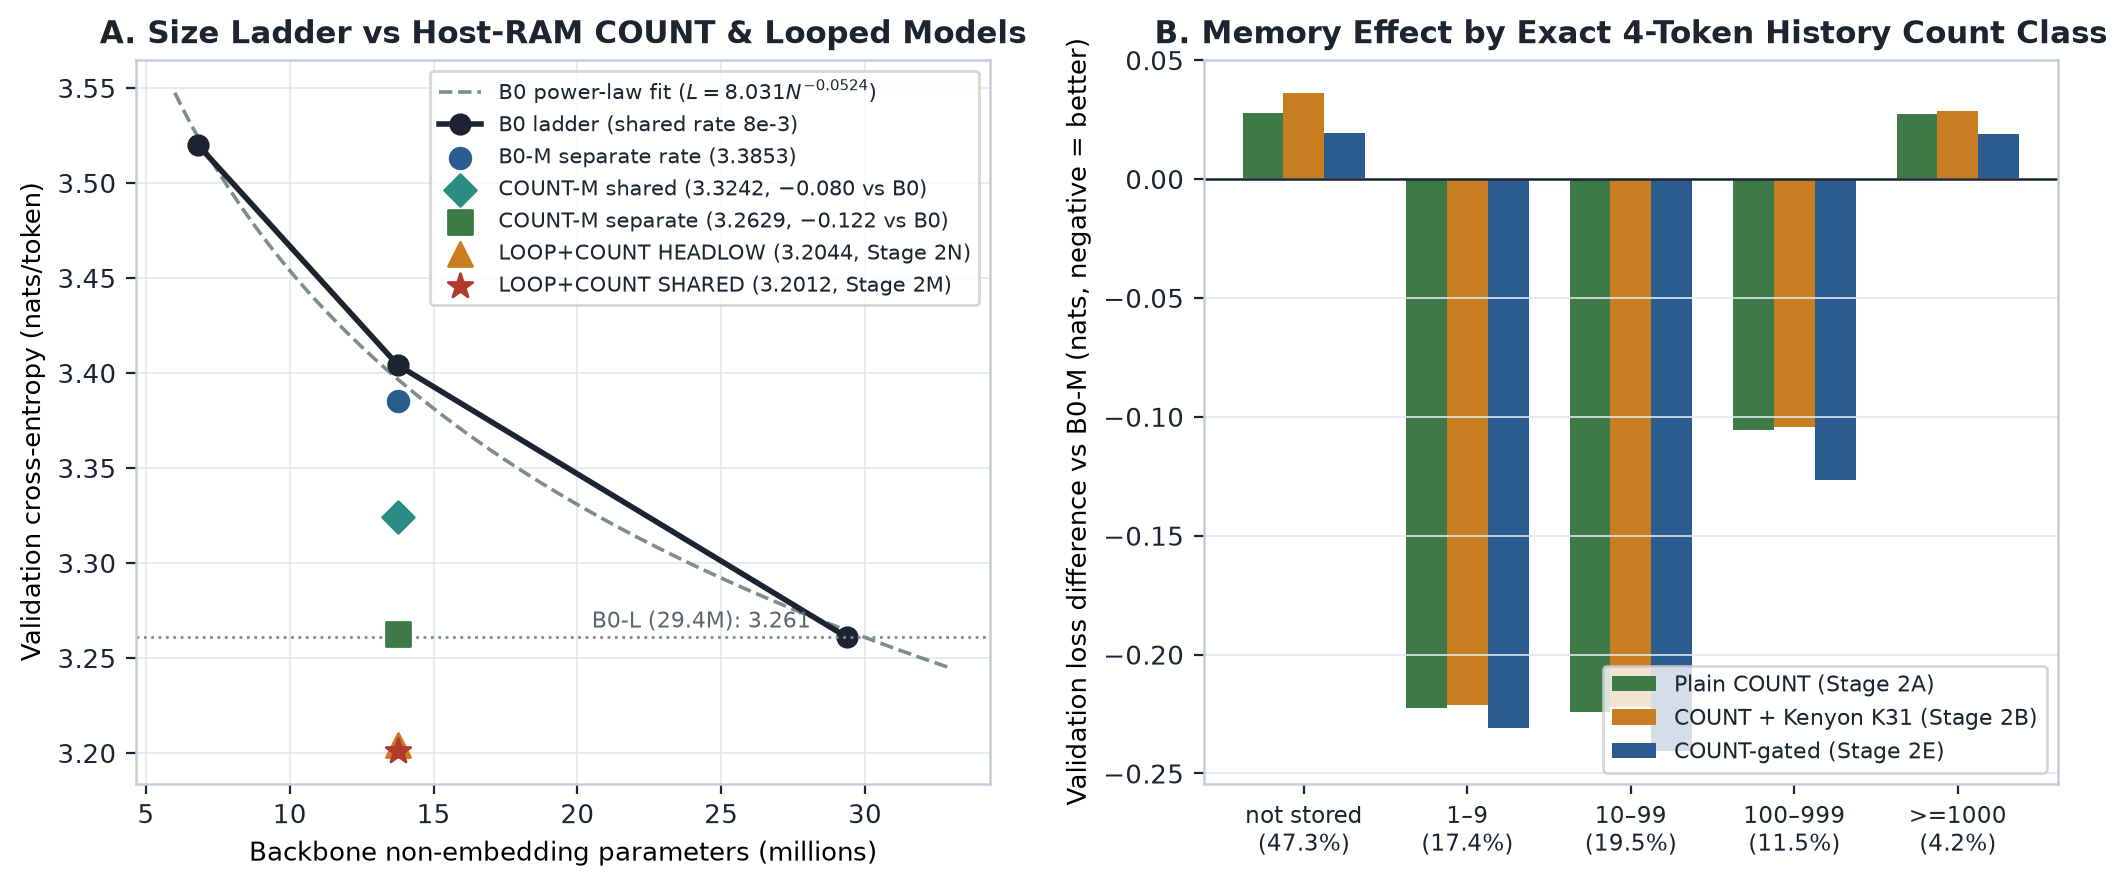 A. Size Ladder vs Host-RAM COUNT & Looped Models
Validation cross-entropy (nats/token)
3.55
3.50
3.45
3.40
3.35
3.30
3.25
3.20
B0 power-law fit (L = 8.031N^−0.0524)
B0 ladder (shared rate 8e-3)
B0-M separate rate (3.3853)
COUNT-M shared (3.3242, −0.080 vs B0)
COUNT-M separate (3.2629, −0.122 vs B0)
LOOP+COUNT HEADLOW (3.2044, Stage 2N)
LOOP+COUNT SHARED (3.2012, Stage 2M)
B0-L (29.4M): 3.261
5 10 15 20 25 30
Backbone non-embedding parameters (millions)
B. Memory Effect by Exact 4-Token History Count Class
Validation loss difference vs B0-M (nats, negative = better)
0.05
0.00
−0.05
−0.10
−0.15
−0.20
−0.25
Plain COUNT (Stage 2A)
COUNT + Kenyon K31 (Stage 2B)
COUNT-gated (Stage 2E)
not stored 1–9 10–99 100–999 >=1000
(47.3%) (17.4%) (19.5%) (11.5%) (4.2%)